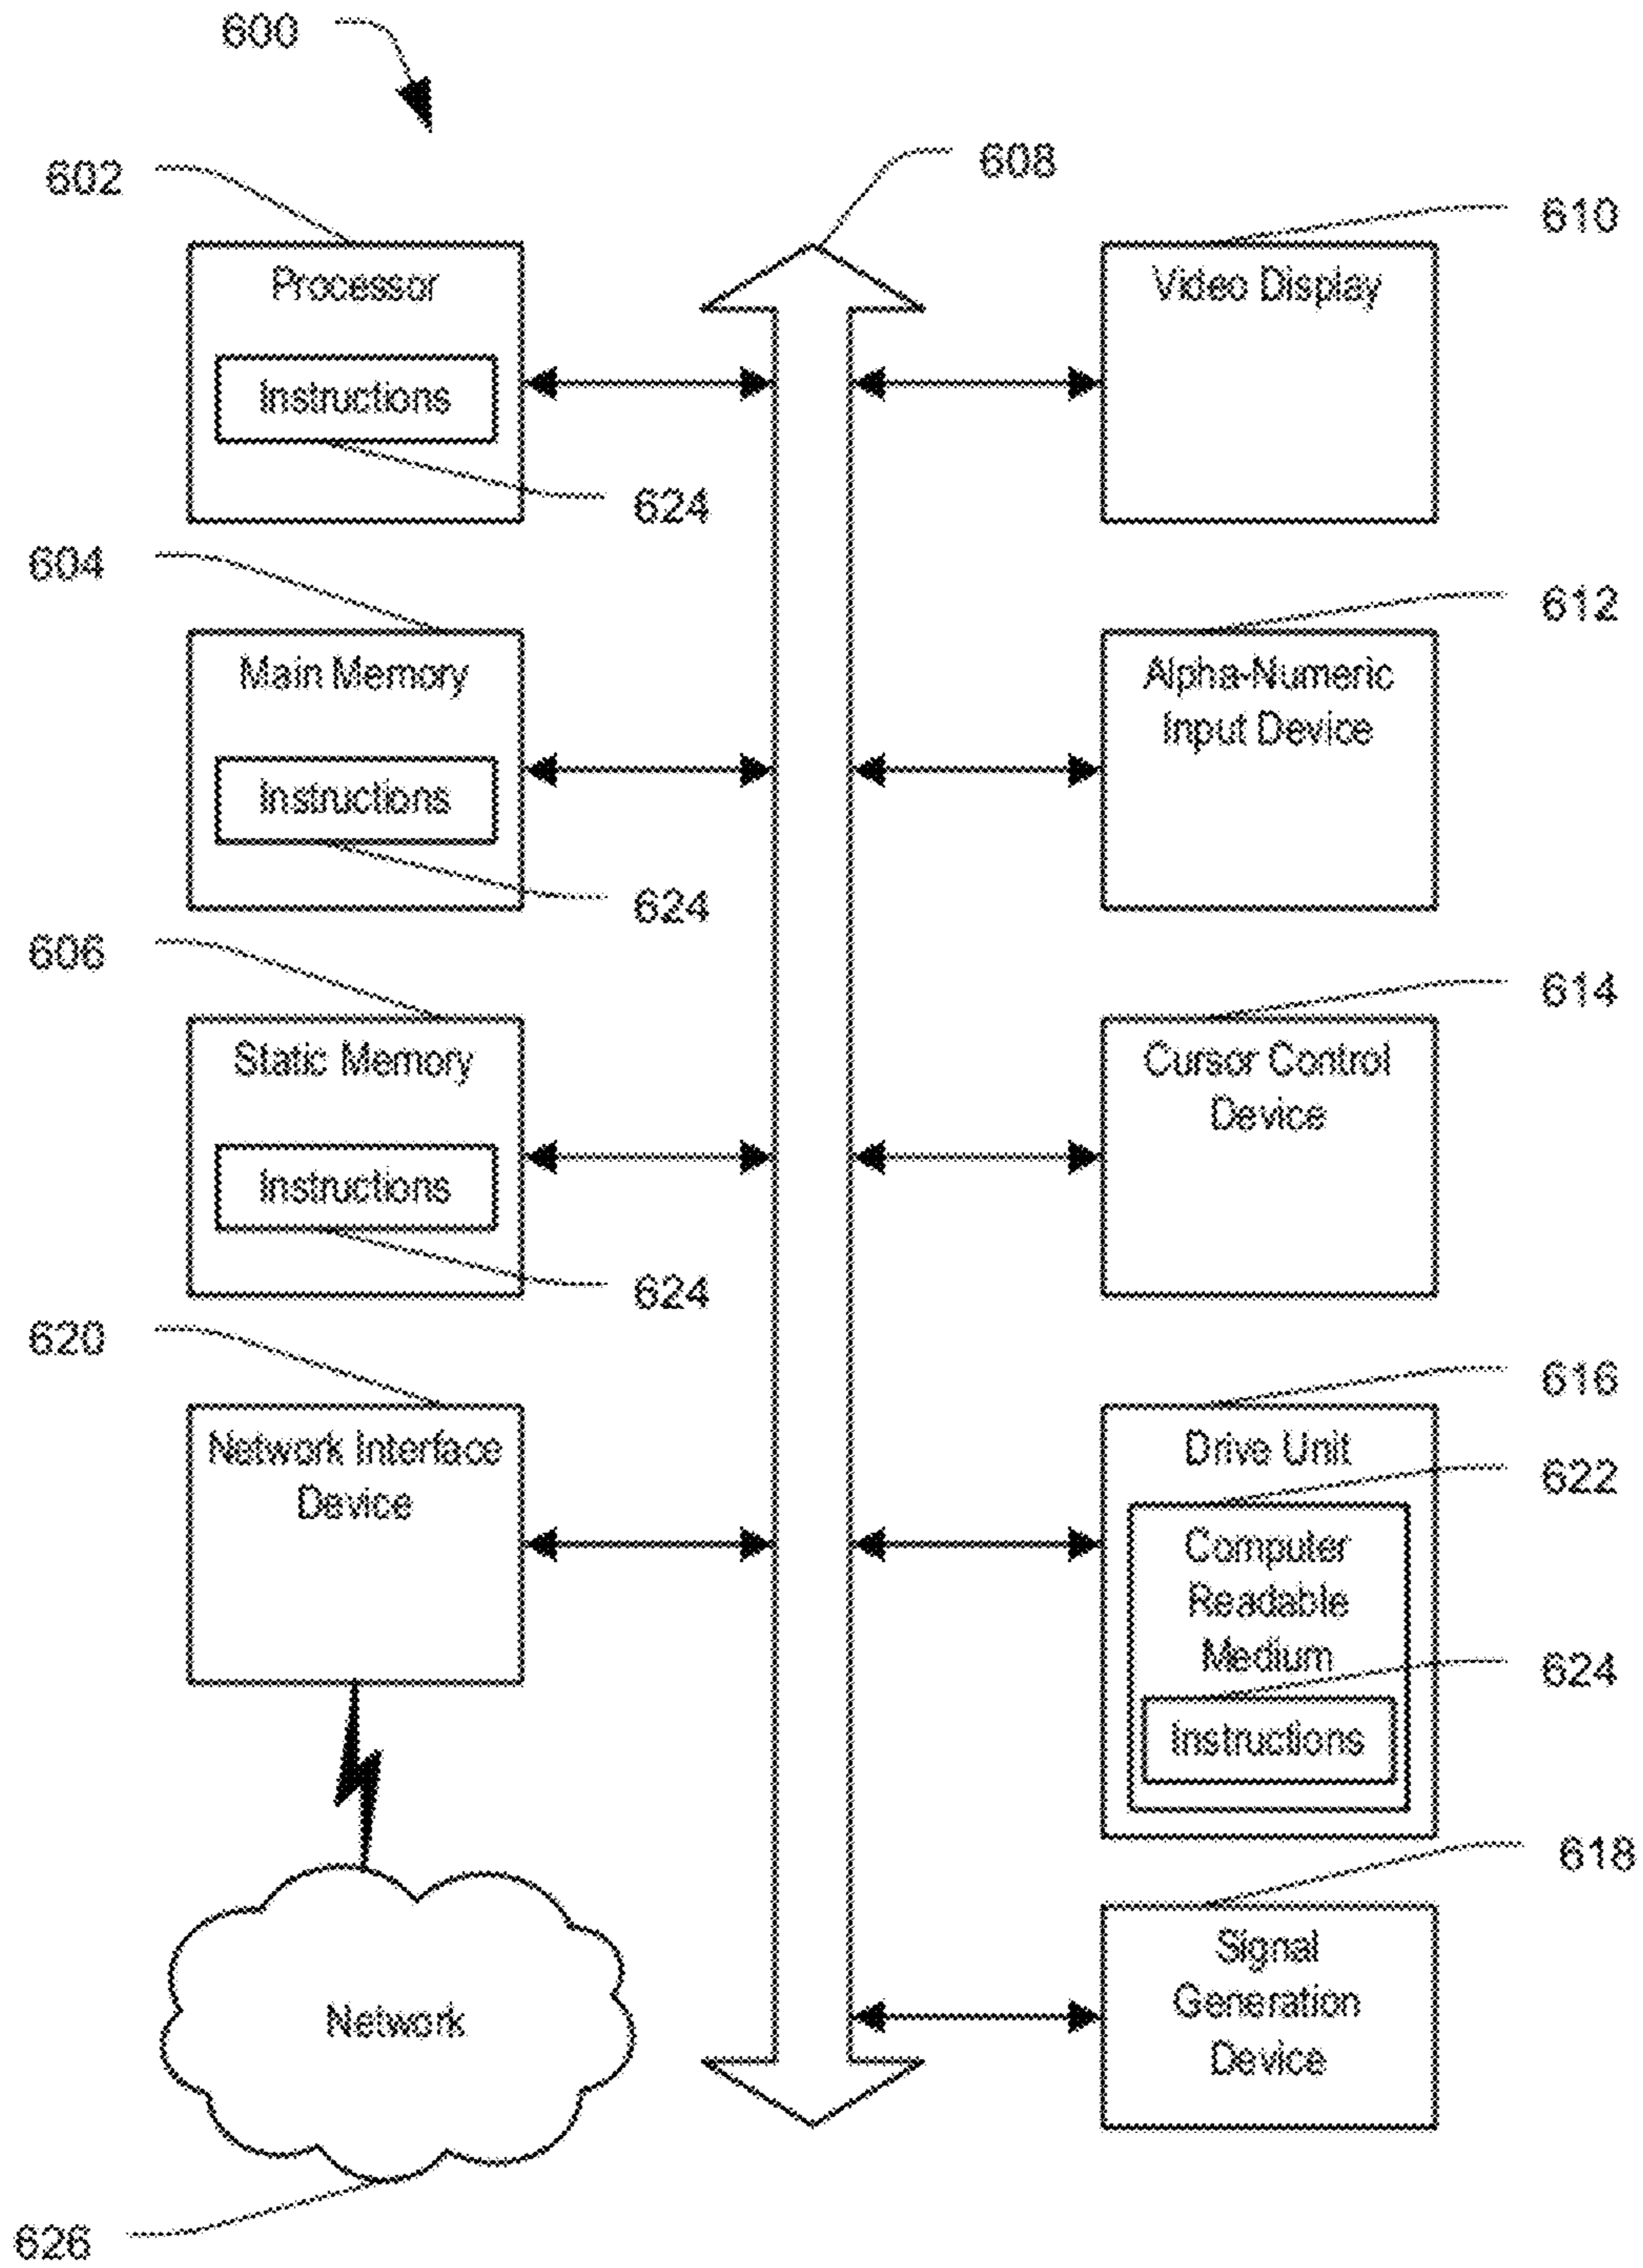 600
602
608
610
Processor
Video Display
Instructions
624
604
612
Main Memory
Alpha-Numeric
Input Device
Instructions
624
606
614
Static Memory
Cursor Control
Device
Instructions
624
620
616
Network Interface
Device
Drive Unit
622
Computer
Readable
Medium
624
Instructions
618
Signal
Generation
Device
Network
626